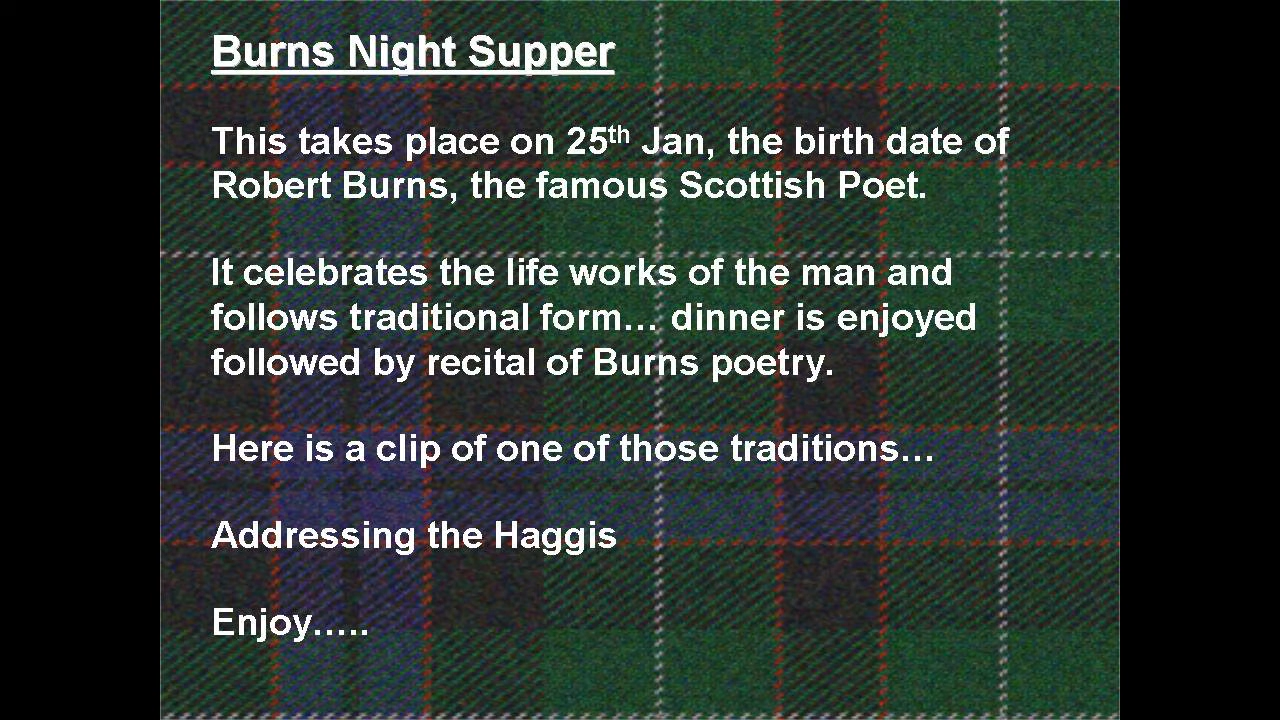 Burns Night Supper
This takes place on 25th Jan, the birth date of
Robert Burns, the famous Scottish Poet.
It celebrates the life works of the man and
follows traditional form… dinner is enjoyed
followed by recital of Burns poetry.
Here is a clip of one of those traditions…
Addressing the Haggis
Enjoy…..